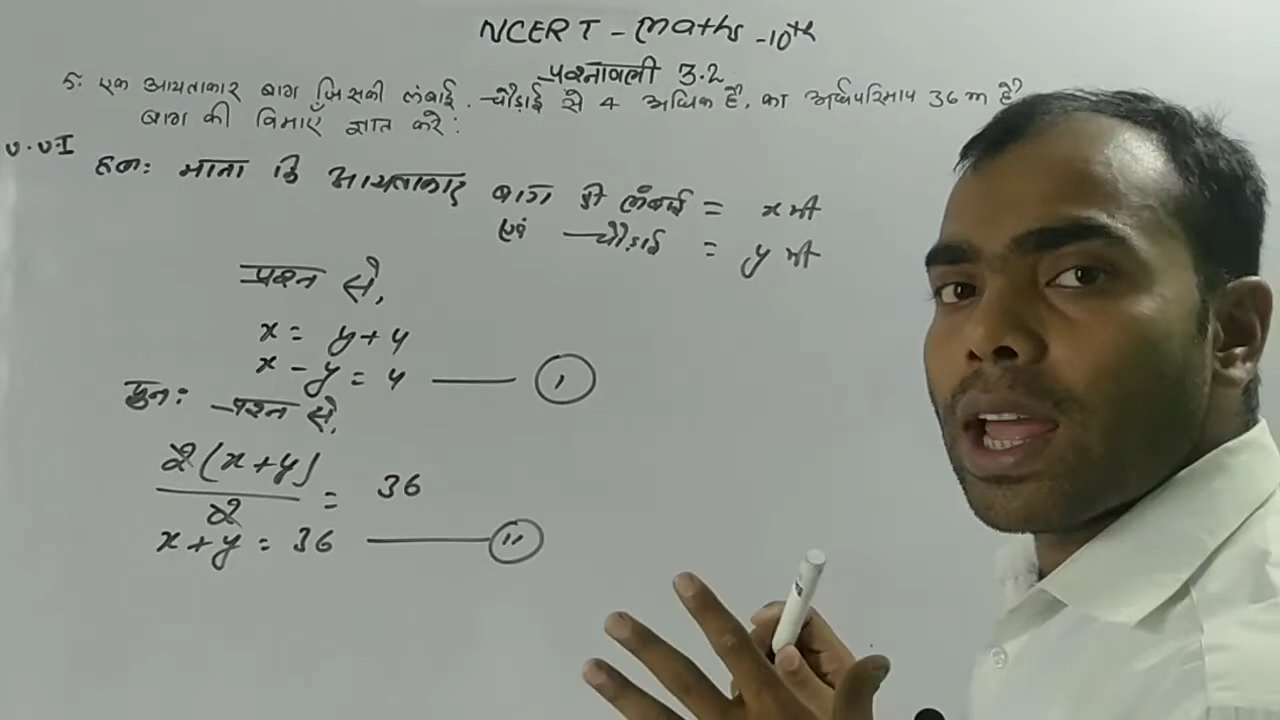 NCERT - Maths - 10th
प्रश्नावली 3.2
5. एक आयताकार बाग जिसकी लंबाई, चौड़ाई से 4 अधिक है, का अर्धपरिमाप 36 m है
बाग की विमाएँ ज्ञात करे:
V.V.I
हल: माना कि आयताकार बाग की लंबाई = x मी
एवं चौड़ाई = y मी
प्रश्न से,
x = y + 4
x - y = 4 —— (i)
पुन: प्रश्न से,
2(x+y)/2 = 36
x + y = 36 —— (ii)